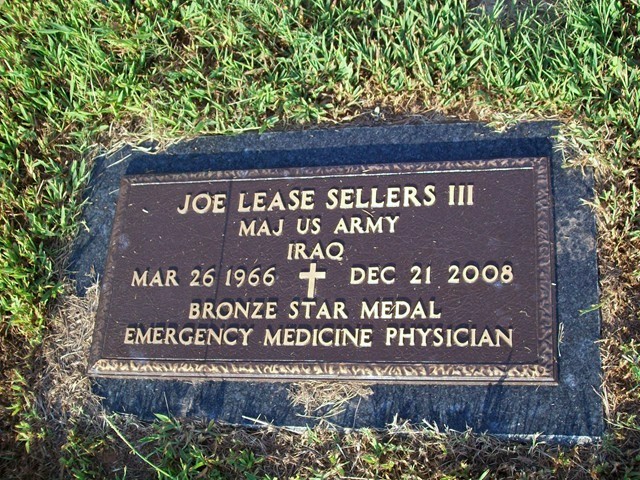 JOE LEASE SELLERS III
MAJ US ARMY
IRAQ
MAR 26 1966 DEC 21 2008
BRONZE STAR MEDAL
EMERGENCY MEDICINE PHYSICIAN